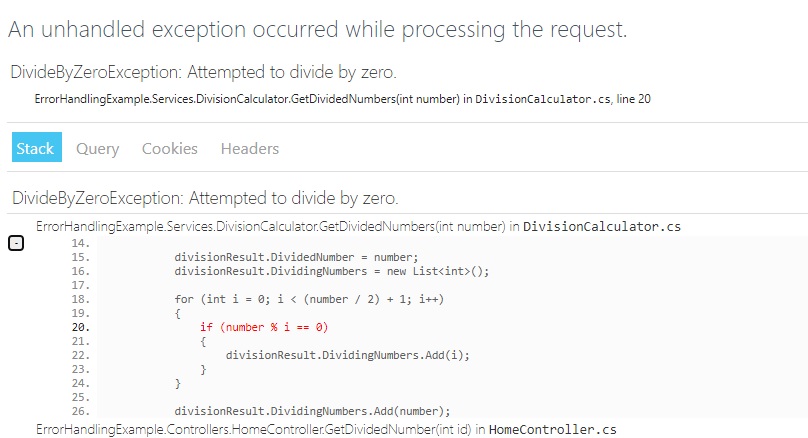 An unhandled exception occurred while processing the request.
DivideByZeroException: Attempted to divide by zero.
ErrorHandlingExample.Services.DivisionCalculator.GetDividedNumbers(int number) in DivisionCalculator.cs, line 20
Stack Query Cookies Headers
DivideByZeroException: Attempted to divide by zero.
ErrorHandlingExample.Services.DivisionCalculator.GetDividedNumbers(int number) in DivisionCalculator.cs
- 14.
15. divisionResult.DividedNumber = number;
16. divisionResult.DividingNumbers = new List<int>();
17.
18. for (int i = 0; i < (number / 2) + 1; i++)
19. {
20. if (number % i == 0)
21. {
22. divisionResult.DividingNumbers.Add(i);
23. }
24. }
25.
26. divisionResult.DividingNumbers.Add(number);
ErrorHandlingExample.Controllers.HomeController.GetDividedNumber(int id) in HomeController.cs